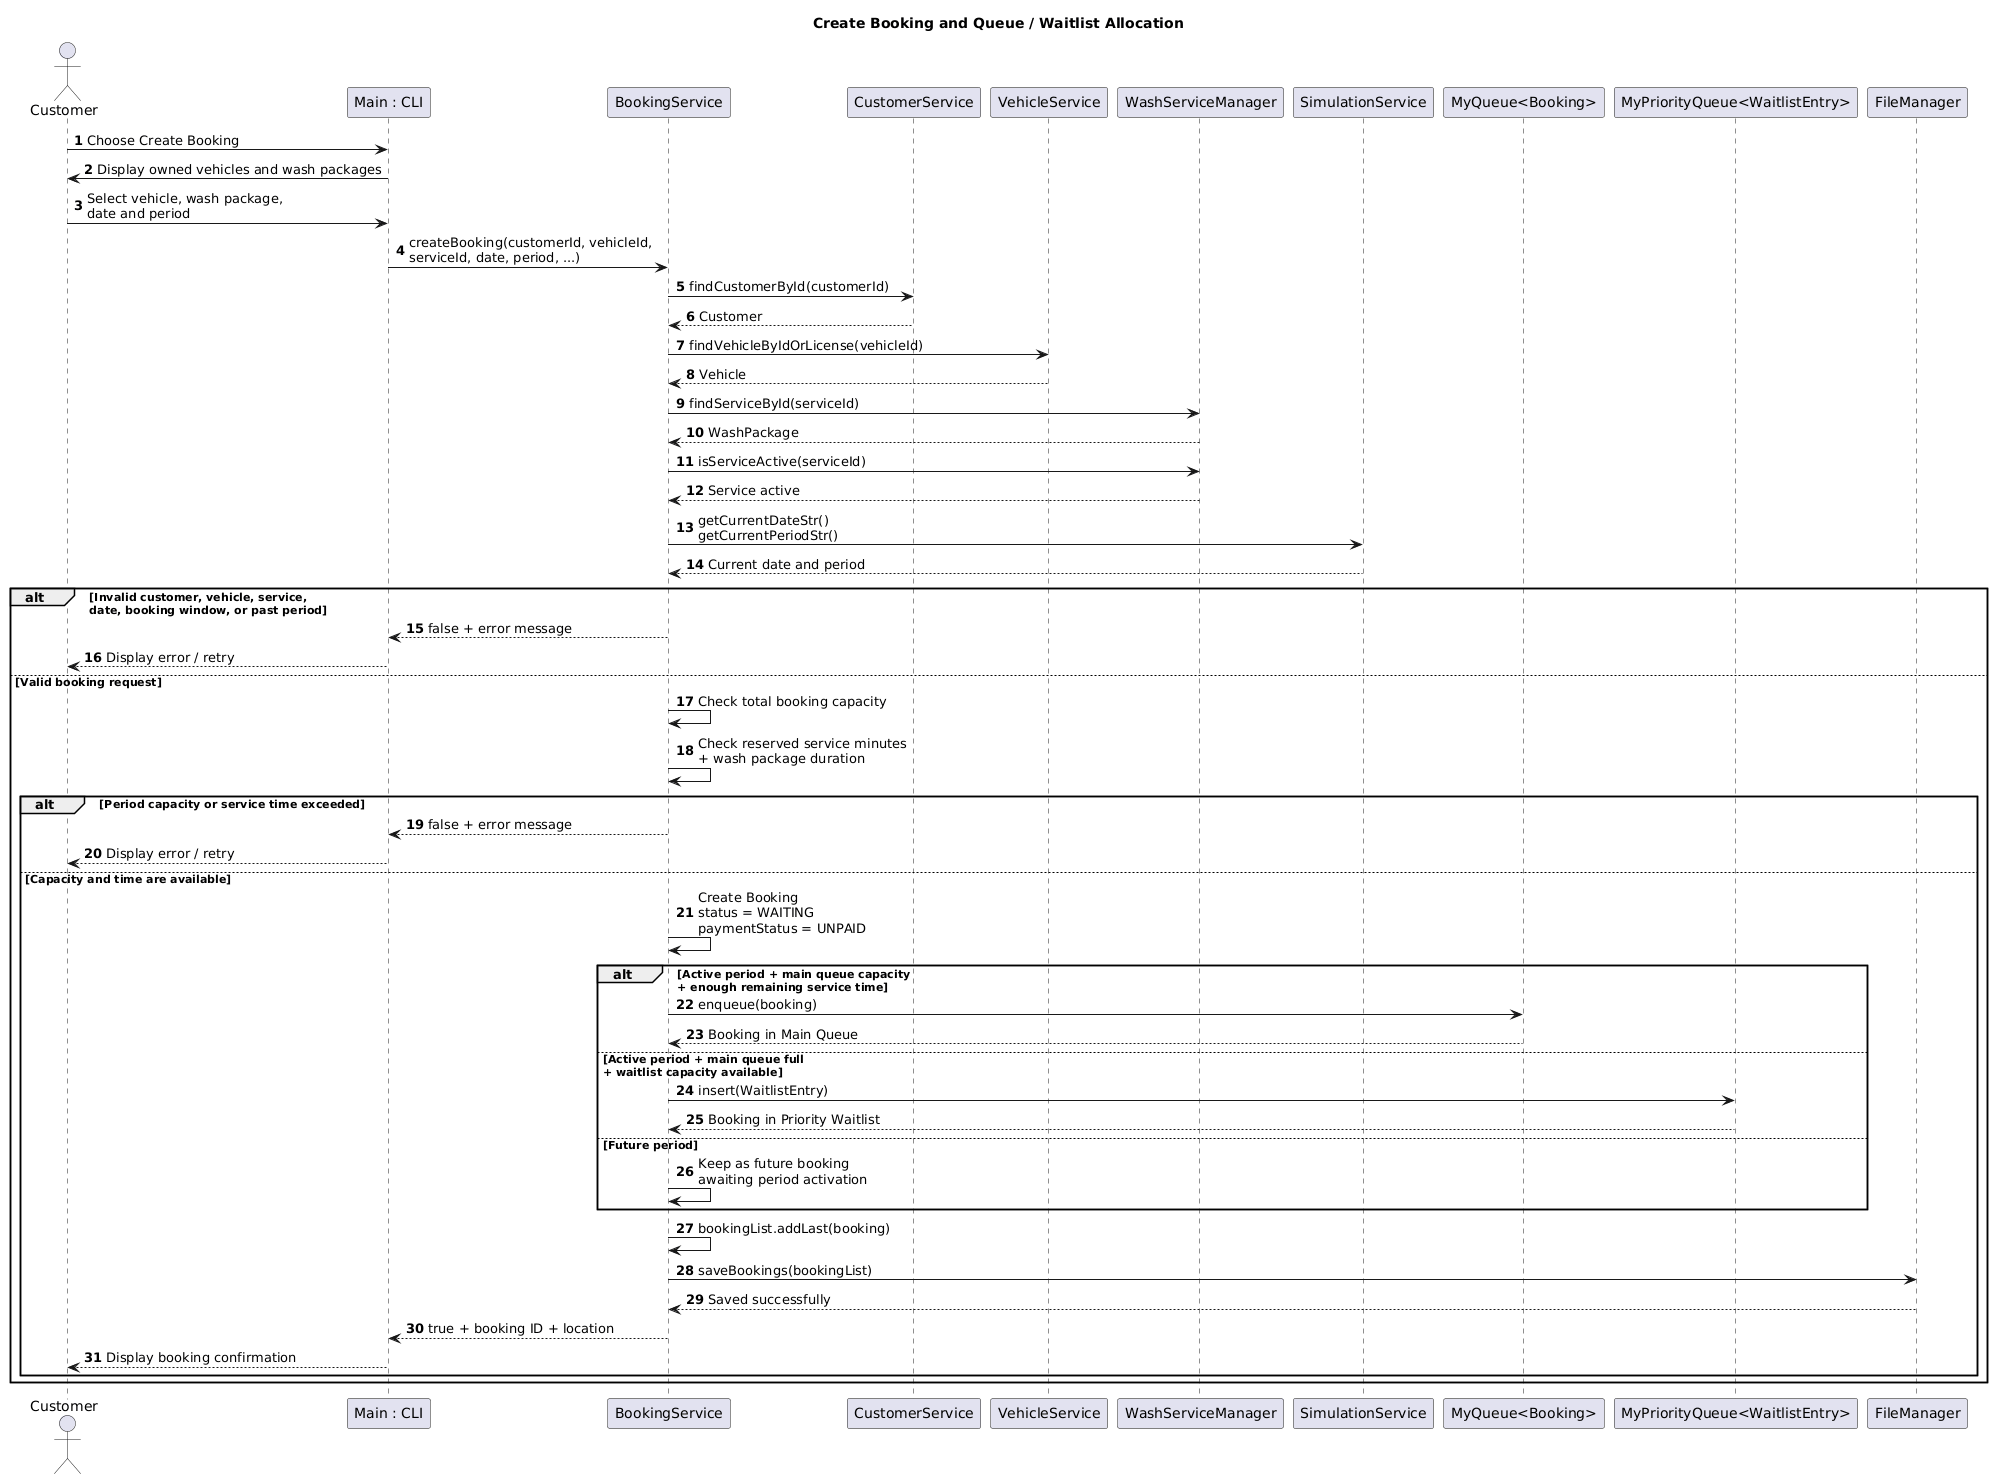 Create Booking and Queue / Waitlist Allocation
Customer
Main : CLI
BookingService
CustomerService
VehicleService
WashServiceManager
SimulationService
MyQueue<Booking>
MyPriorityQueue<WaitlistEntry>
FileManager
1 Choose Create Booking
2 Display owned vehicles and wash packages
3 Select vehicle, wash package,
date and period
4 createBooking(customerId, vehicleId,
serviceId, date, period, ...)
5 findCustomerById(customerId)
6 Customer
7 findVehicleByIdOrLicense(vehicleId)
8 Vehicle
9 findServiceById(serviceId)
10 WashPackage
11 isServiceActive(serviceId)
12 Service active
13 getCurrentDateStr()
getCurrentPeriodStr()
14 Current date and period
alt [Invalid customer, vehicle, service,
date, booking window, or past period]
15 false + error message
16 Display error / retry
[Valid booking request]
17 Check total booking capacity
18 Check reserved service minutes
+ wash package duration
alt [Period capacity or service time exceeded]
19 false + error message
20 Display error / retry
[Capacity and time are available]
21 Create Booking
status = WAITING
paymentStatus = UNPAID
alt [Active period + main queue capacity
+ enough remaining service time]
22 enqueue(booking)
23 Booking in Main Queue
[Active period + main queue full
+ waitlist capacity available]
24 insert(WaitlistEntry)
25 Booking in Priority Waitlist
[Future period]
26 Keep as future booking
awaiting period activation
27 bookingList.addLast(booking)
28 saveBookings(bookingList)
29 Saved successfully
30 true + booking ID + location
31 Display booking confirmation
Customer
Main : CLI
BookingService
CustomerService
VehicleService
WashServiceManager
SimulationService
MyQueue<Booking>
MyPriorityQueue<WaitlistEntry>
FileManager